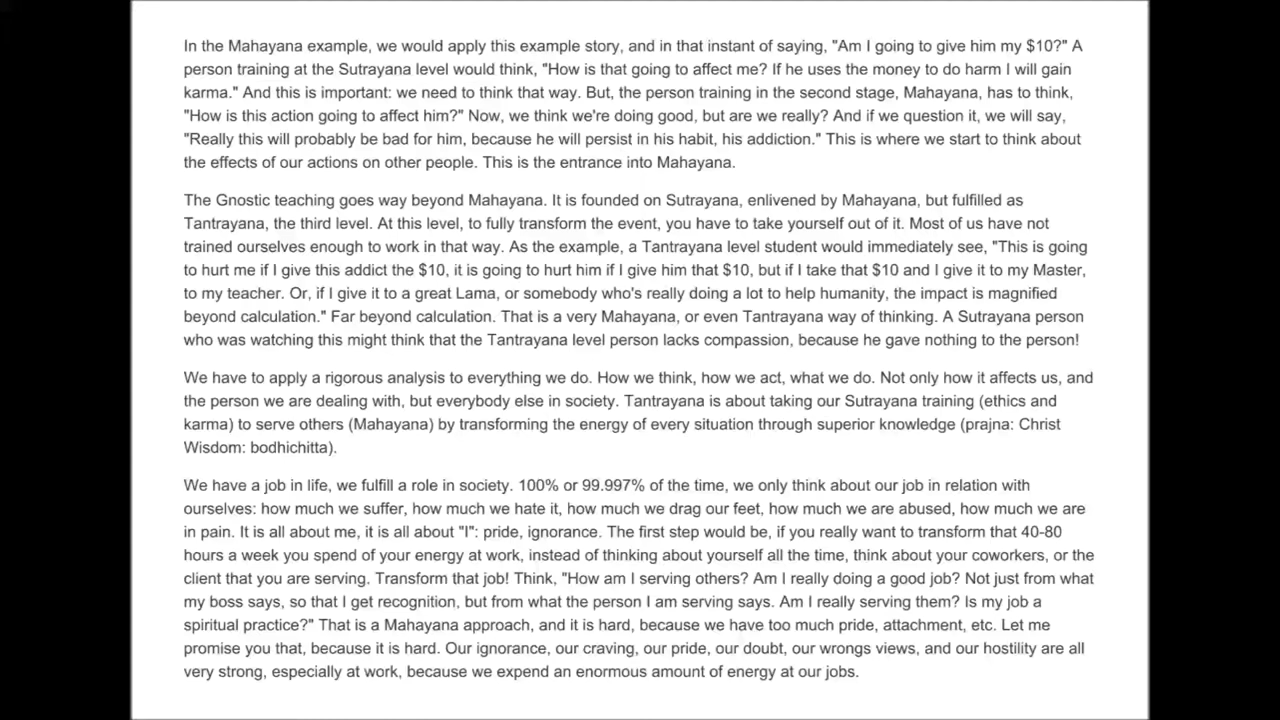 In the Mahayana example, we would apply this example story, and in that instant of saying, "Am I going to give him my $10?" A
person training at the Sutrayana level would think, "How is that going to affect me? If he uses the money to do harm I will gain
karma." And this is important: we need to think that way. But, the person training in the second stage, Mahayana, has to think,
"How is this action going to affect him?" Now, we think we're doing good, but are we really? And if we question it, we will say,
"Really this will probably be bad for him, because he will persist in his habit, his addiction." This is where we start to think about
the effects of our actions on other people. This is the entrance into Mahayana.
The Gnostic teaching goes way beyond Mahayana. It is founded on Sutrayana, enlivened by Mahayana, but fulfilled as
Tantrayana, the third level. At this level, to fully transform the event, you have to take yourself out of it. Most of us have not
trained ourselves enough to work in that way. As the example, a Tantrayana level student would immediately see, "This is going
to hurt me if I give this addict the $10, it is going to hurt him if I give him that $10, but if I take that $10 and I give it to my Master,
to my teacher. Or, if I give it to a great Lama, or somebody who's really doing a lot to help humanity, the impact is magnified
beyond calculation." Far beyond calculation. That is a very Mahayana, or even Tantrayana way of thinking. A Sutrayana person
who was watching this might think that the Tantrayana level person lacks compassion, because he gave nothing to the person!
We have to apply a rigorous analysis to everything we do. How we think, how we act, what we do. Not only how it affects us, and
the person we are dealing with, but everybody else in society. Tantrayana is about taking our Sutrayana training (ethics and
karma) to serve others (Mahayana) by transforming the energy of every situation through superior knowledge (prajna: Christ
Wisdom: bodhichitta).
We have a job in life, we fulfill a role in society. 100% or 99.997% of the time, we only think about our job in relation with
ourselves: how much we suffer, how much we hate it, how much we drag our feet, how much we are abused, how much we are
in pain. It is all about me, it is all about "I": pride, ignorance. The first step would be, if you really want to transform that 40-80
hours a week you spend of your energy at work, instead of thinking about yourself all the time, think about your coworkers, or the
client that you are serving. Transform that job! Think, "How am I serving others? Am I really doing a good job? Not just from what
my boss says, so that I get recognition, but from what the person I am serving says. Am I really serving them? Is my job a
spiritual practice?" That is a Mahayana approach, and it is hard, because we have too much pride, attachment, etc. Let me
promise you that, because it is hard. Our ignorance, our craving, our pride, our doubt, our wrongs views, and our hostility are all
very strong, especially at work, because we expend an enormous amount of energy at our jobs.